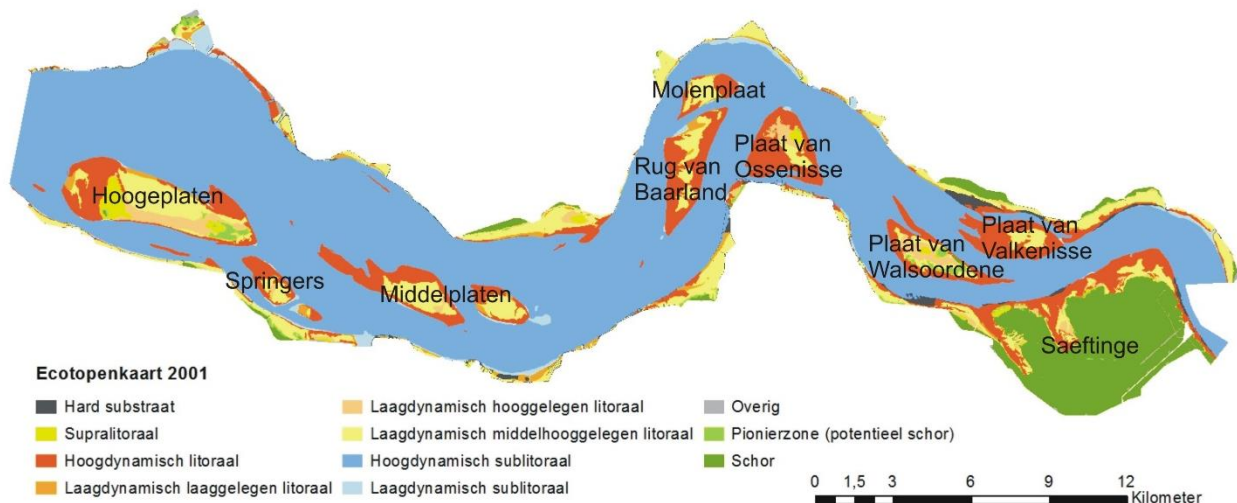 Molenplaat
Plaat van
Ossenisse
Rug van
Baarland
Hoogeplaten
Plaat van
Valkenisse
Plaat van
Walsoordene
Springers
Middelplaten
Saeftinge
Ecotopenkaart 2001
Hard substraat
Supralitoraal
Hoogdynamisch litoraal
Laagdynamisch laaggelegen litoraal
Laagdynamisch hooggelegen litoraal
Laagdynamisch middelhooggelegen litoraal
Hoogdynamisch sublitoraal
Laagdynamisch sublitoraal
Overig
Pionierzone (potentieel schor)
Schor
0 1,5 3 6 9 12
Kilometer